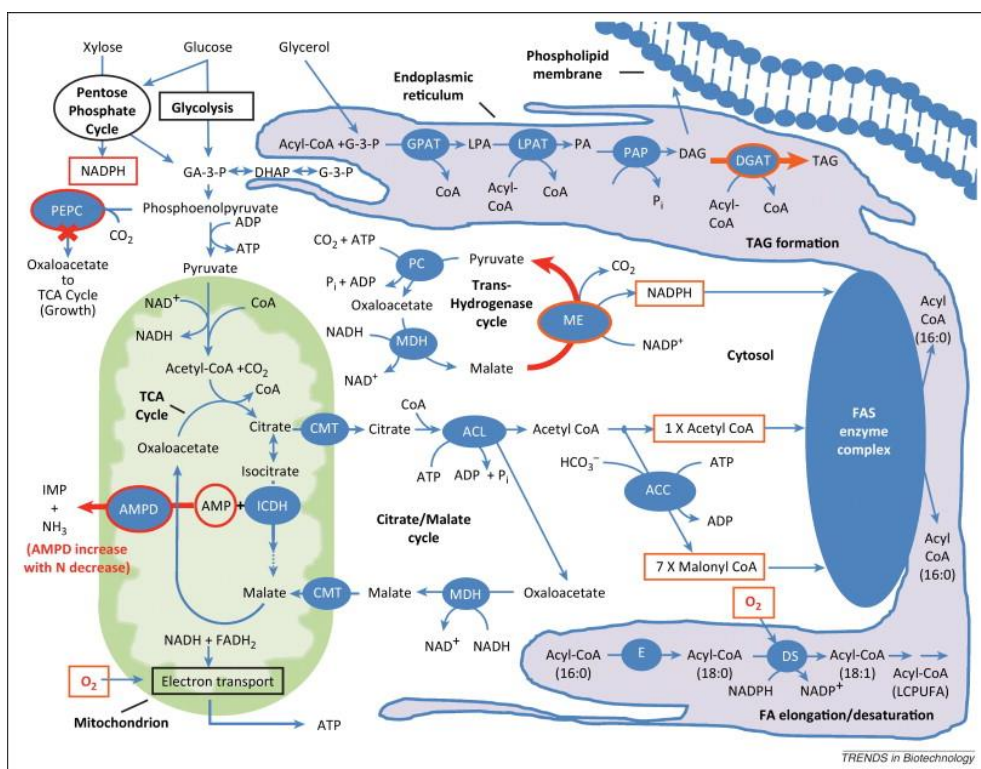 Xylose
Glucose
Glycerol
Pentose
Phosphate
Cycle
Glycolysis
NADPH
GA-3-P
DHAP
G-3-P
Endoplasmic
reticulum
Phospholipid
membrane
Acyl-CoA +G-3-P
GPAT
LPA
LPAT
PA
PAP
DAG
DGAT
TAG
CoA
Acyl-
CoA
CoA
Pi
Acyl-
CoA
CoA
TAG formation
PEPC
Phosphoenolpyruvate
CO2
ADP
ATP
Oxaloacetate
to
TCA Cycle
(Growth)
Pyruvate
NAD+
CoA
NADH
Acetyl-CoA +CO2
CoA
TCA
Cycle
Citrate
Oxaloacetate
Isocitrate
IMP
+
NH3
AMPD
AMP
+
ICDH
(AMPD increase
with N decrease)
Malate
NADH + FADH2
O2
Electron transport
Mitochondrion
ATP
CO2 + ATP
PC
Pyruvate
Pi + ADP
Oxaloacetate
Trans-
Hydrogenase
cycle
NADH
MDH
NAD+
Malate
ME
CO2
NADPH
NADP+
Cytosol
CMT
Citrate
CoA
ACL
ATP
ADP + Pi
Acetyl CoA
1 X Acetyl CoA
HCO3−
ATP
ACC
ADP
7 X Malonyl CoA
FAS
enzyme
complex
Acyl
CoA
(16:0)
Acyl
CoA
(16:0)
Citrate/Malate
cycle
CMT
Malate
MDH
Oxaloacetate
NAD+
NADH
O2
Acyl-CoA
(16:0)
E
Acyl-CoA
(18:0)
DS
Acyl-CoA
(18:1)
Acyl-CoA
(LCPUFA)
NADPH
NADP+
FA elongation/desaturation
TRENDS in Biotechnology